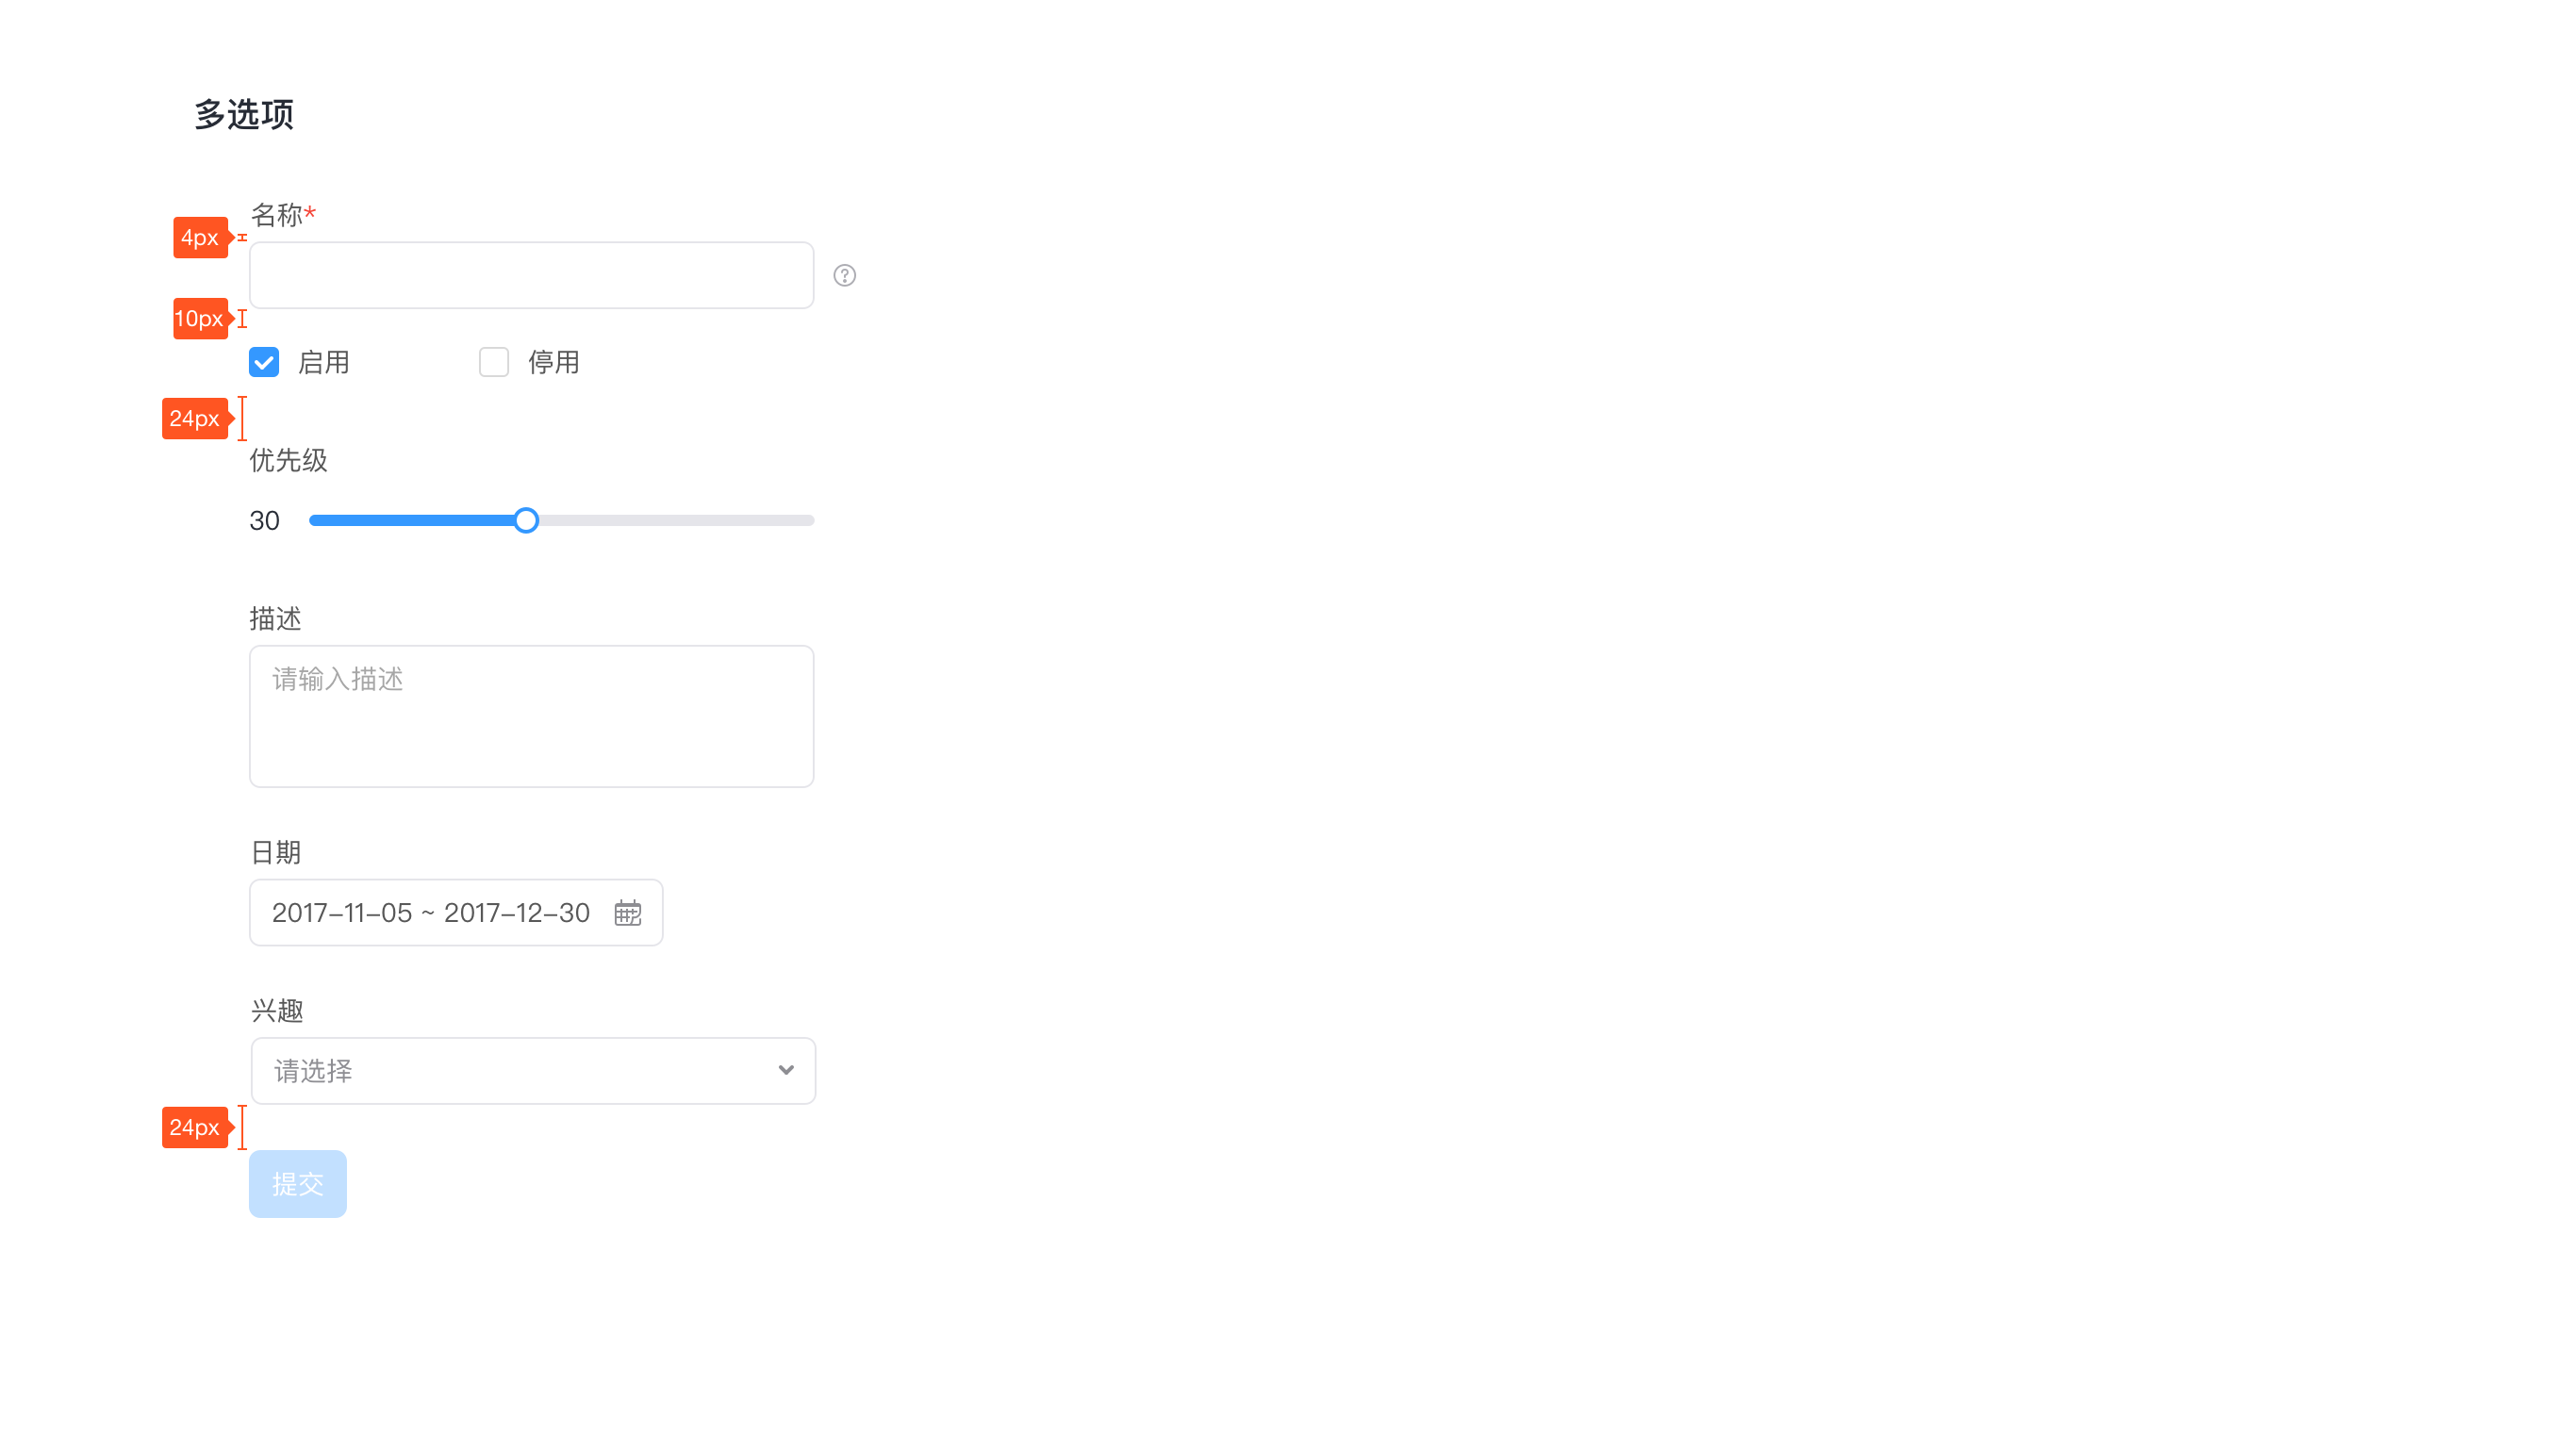 多选项
名称*
4px
10px
启用 停用
24px
优先级
30
描述
请输入描述
日期
2017-11-05 ~ 2017-12-30
兴趣
请选择
24px
提交